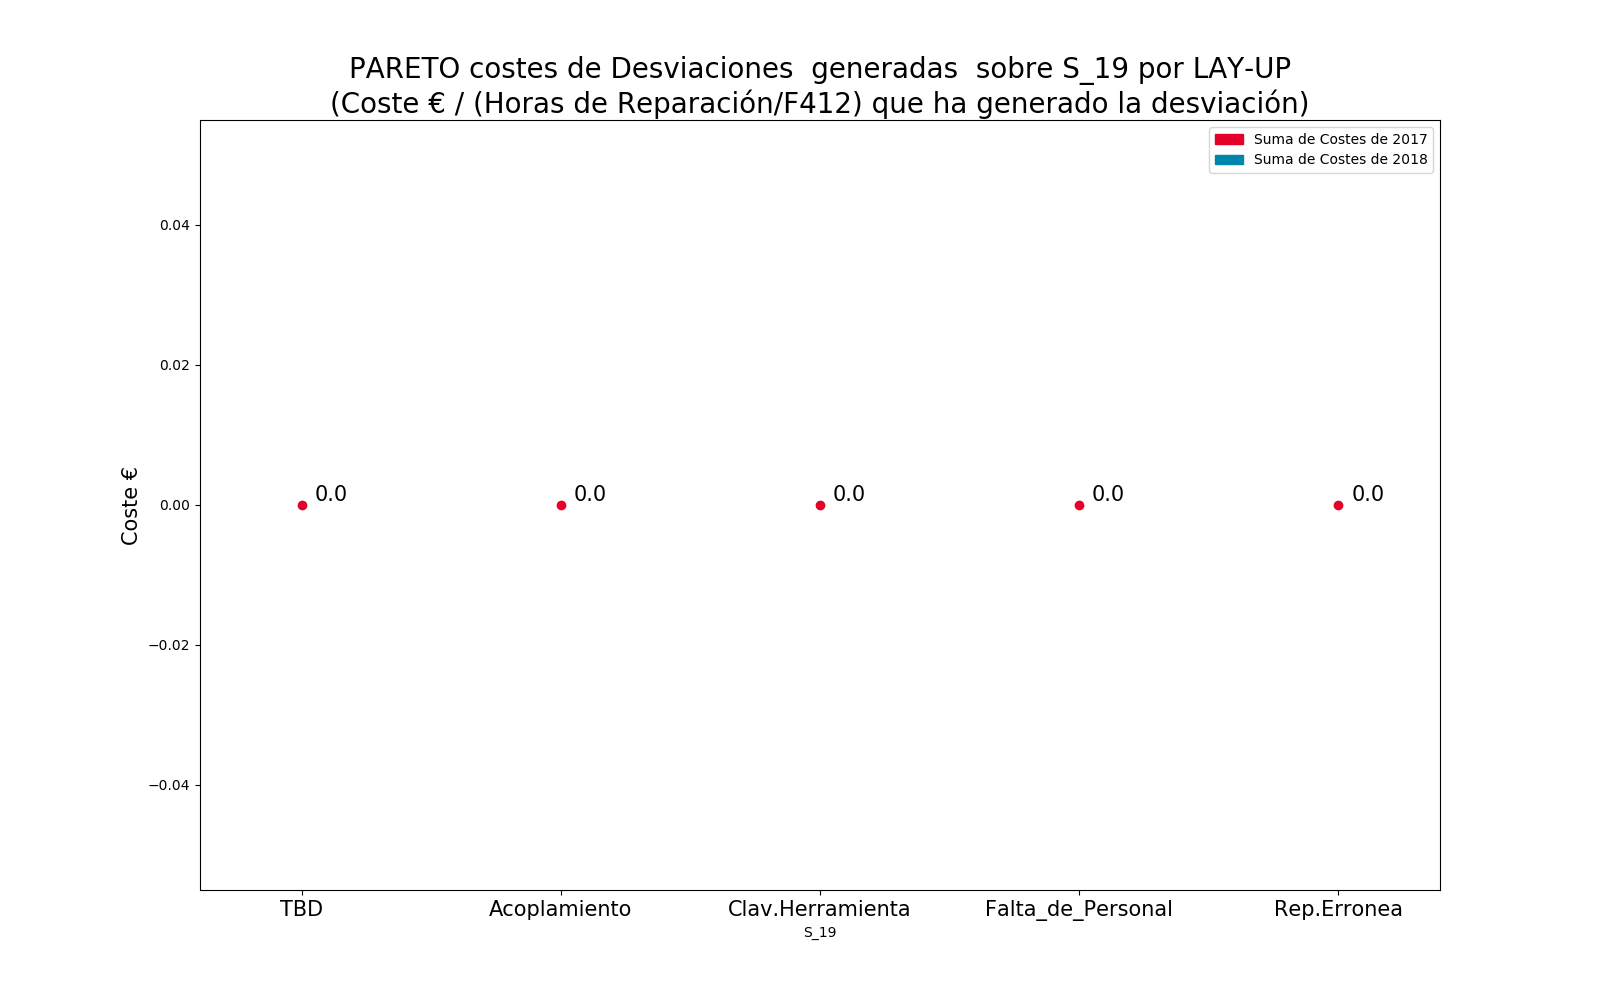 PARETO costes de Desviaciones  generadas  sobre S_19 por LAY-UP
(Coste € / (Horas de Reparación/F412) que ha generado la desviación)
Suma de Costes de 2017
Suma de Costes de 2018
0.04
0.02
0.00
−0.02
−0.04
Coste €
0.0
0.0
0.0
0.0
0.0
TBD
Acoplamiento
Clav.Herramienta
Falta_de_Personal
Rep.Erronea
S_19